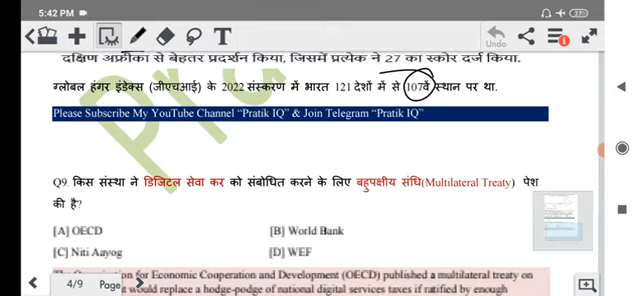 5:42 PM
37
Undo
दक्षिण अफ्रीका से बेहतर प्रदर्शन किया, जिसमें प्रत्येक ने 27 का स्कोर दर्ज किया.
ग्लोबल हंगर इंडेक्स (जीएचआई) के 2022 संस्करण में भारत 121 देशों में से 107वें स्थान पर था.
Please Subscribe My YouTube Channel "Pratik IQ" & Join Telegram "Pratik IQ"
Q9. किस संस्था ने डिजिटल सेवा कर को संबोधित करने के लिए बहुपक्षीय संधि(Multilateral Treaty) पेश
की है?
[A] OECD [B] World Bank
[C] Niti Aayog [D] WEF
The Organisation for Economic Cooperation and Development (OECD) published a multilateral treaty on
would replace a hodge-podge of national digital services taxes if ratified by enough
4/9 Page